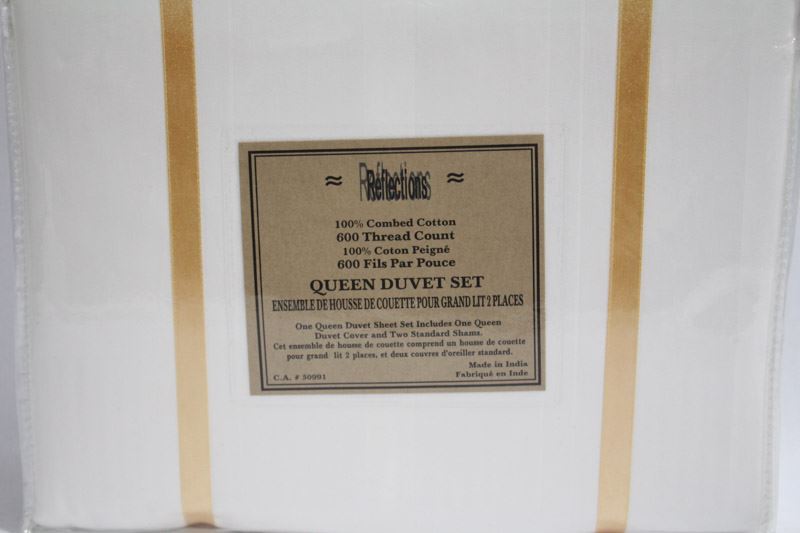 ≈ Reflections ≈
100% Combed Cotton
600 Thread Count
100% Coton Peigné
600 Fils Par Pouce
QUEEN DUVET SET
ENSEMBLE DE HOUSSE DE COUETTE POUR GRAND LIT 2 PLACES
One Queen Duvet Sheet Set Includes One Queen
Duvet Cover and Two Standard Shams.
Cet ensemble de housse de couette comprend un housse de couette
pour grand lit 2 places, et deux couvres d'oreiller standard.
Made in India
C.A. # 50991 Fabriqué en Inde